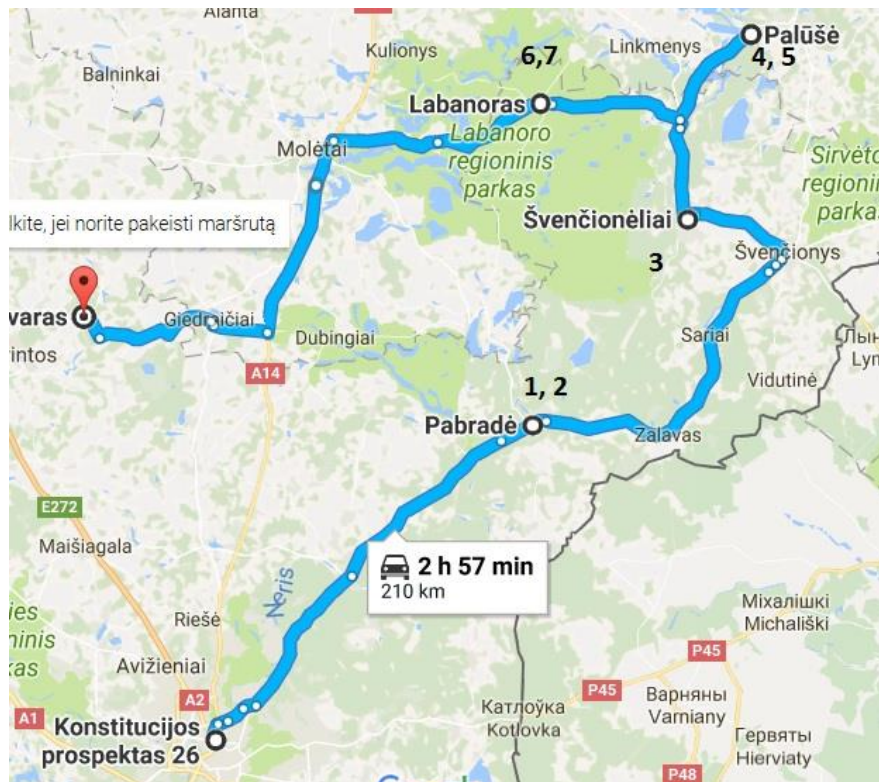 Alanta
Kulionys
Linkmenys
Palūšė
4, 5
Balninkai
6,7
Labanoras
Labanoro
regioninis
parkas
Molėtai
Sirvėto
regionin
parka
lkite, jei norite pakeisti maršrutą
Švenčionėliai
3
Švenčionys
varas
rintos
Giedraičiai
Dubingiai
Sariai
Лын
Lyn
A14
Vidutinė
1, 2
Pabradė
Zalavas
E272
Maišiagala
2 h 57 min
210 km
Neris
Riešė
ies
ninis
kas
Avižieniai
Міхалішкі
Michališki
P45
P45
A2
A1
Konstitucijos
prospektas 26
Катлоўка
Kotlovka
Варняны
Varniany
Гервяты
Hierviaty
P48